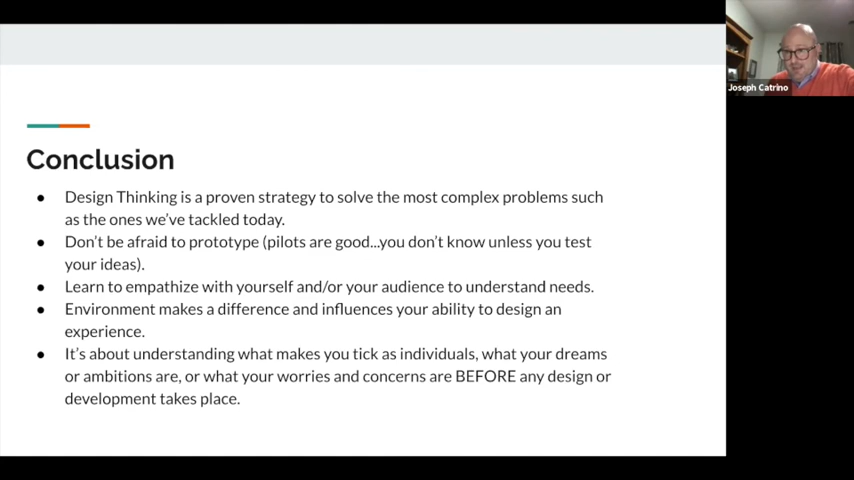 Joseph Catrino
Conclusion
● Design Thinking is a proven strategy to solve the most complex problems such
as the ones we've tackled today.
● Don't be afraid to prototype (pilots are good...you don't know unless you test
your ideas).
● Learn to empathize with yourself and/or your audience to understand needs.
● Environment makes a difference and influences your ability to design an
experience.
● It's about understanding what makes you tick as individuals, what your dreams
or ambitions are, or what your worries and concerns are BEFORE any design or
development takes place.